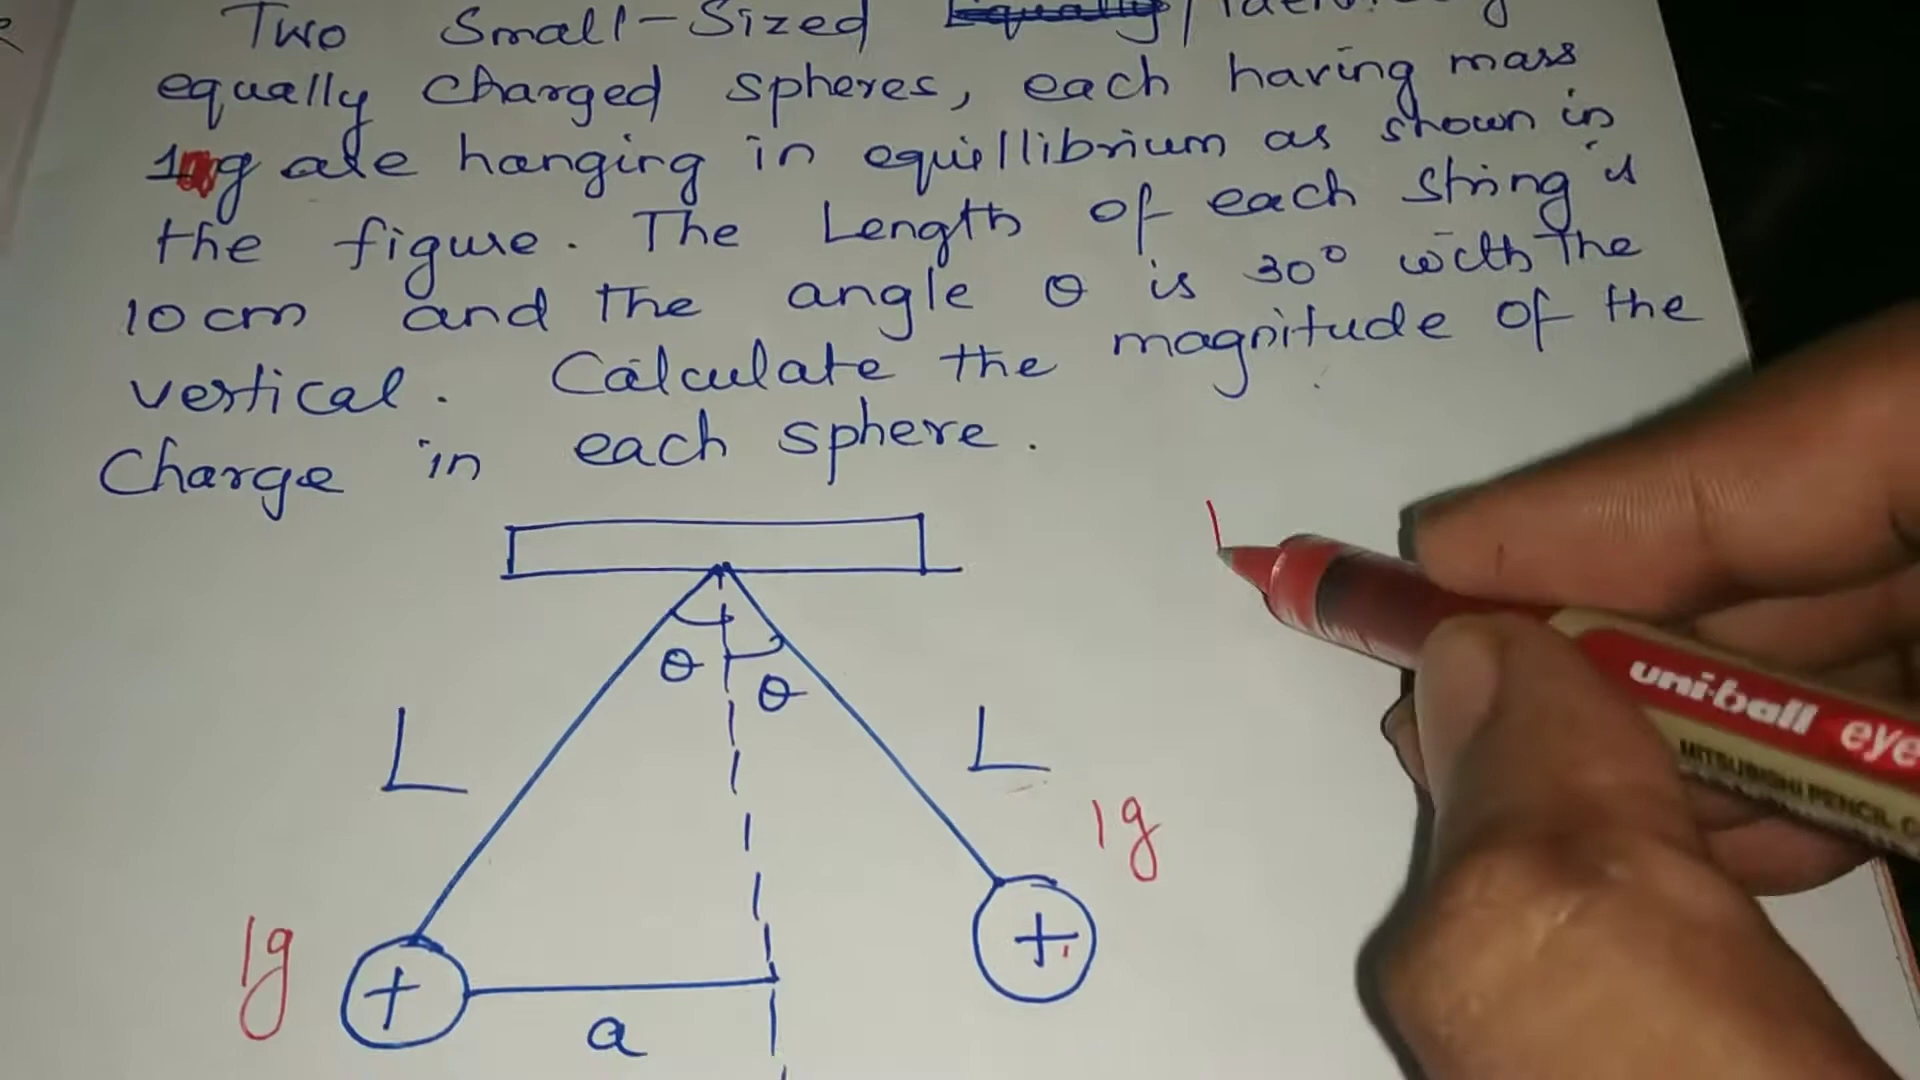 Two Small-Sized
equally charged spheres, each having mass
1g are hanging in equillibrium as shown in
the figure. The Length of each string is
10cm and the angle θ is 30° with the
vertical. Calculate the magnitude of the
Charge in each sphere.
θ
θ
L
L
1g
1g
+
+
a
uni-ball eye
MITSUBISHI PENCIL C